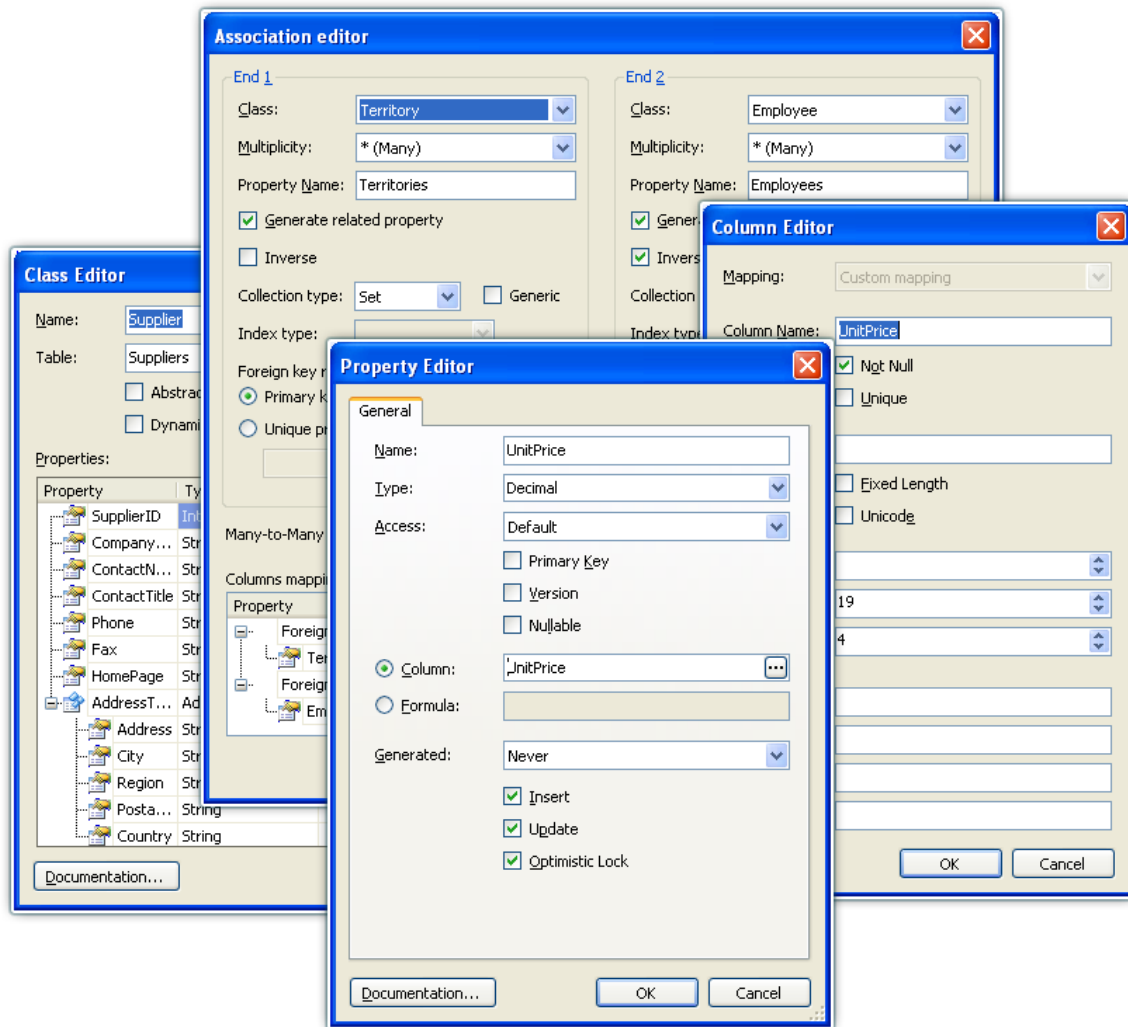 Association editor
End 1
Class:
Territory
Multiplicity:
* (Many)
Property Name:
Territories
Generate related property
Inverse
Collection type:
Set
Generic
Index type:
Foreign key r
Primary k
Unique pr
Many-to-Many
Columns mappi
Property
Foreign
Ter
Foreign
Em
End 2
Class:
Employee
Multiplicity:
* (Many)
Property Name:
Employees
Genera
Invers
Collection
Index type
Class Editor
Name:
Supplier
Table:
Suppliers
Abstrac
Dynami
Properties:
Property
Ty
SupplierID
Int
Company...
Str
ContactN...
Str
ContactTitle
Str
Phone
Str
Fax
Str
HomePage
Str
AddressT...
Ad
Address
Str
City
Str
Region
Str
Posta...
String
Country
String
Documentation...
Column Editor
Mapping:
Custom mapping
Column Name:
UnitPrice
Not Null
Unique
Fixed Length
Unicode
19
4
OK
Cancel
Property Editor
General
Name:
UnitPrice
Type:
Decimal
Access:
Default
Primary Key
Version
Nullable
Column:
UnitPrice
...
Formula:
Generated:
Never
Insert
Update
Optimistic Lock
Documentation...
OK
Cancel